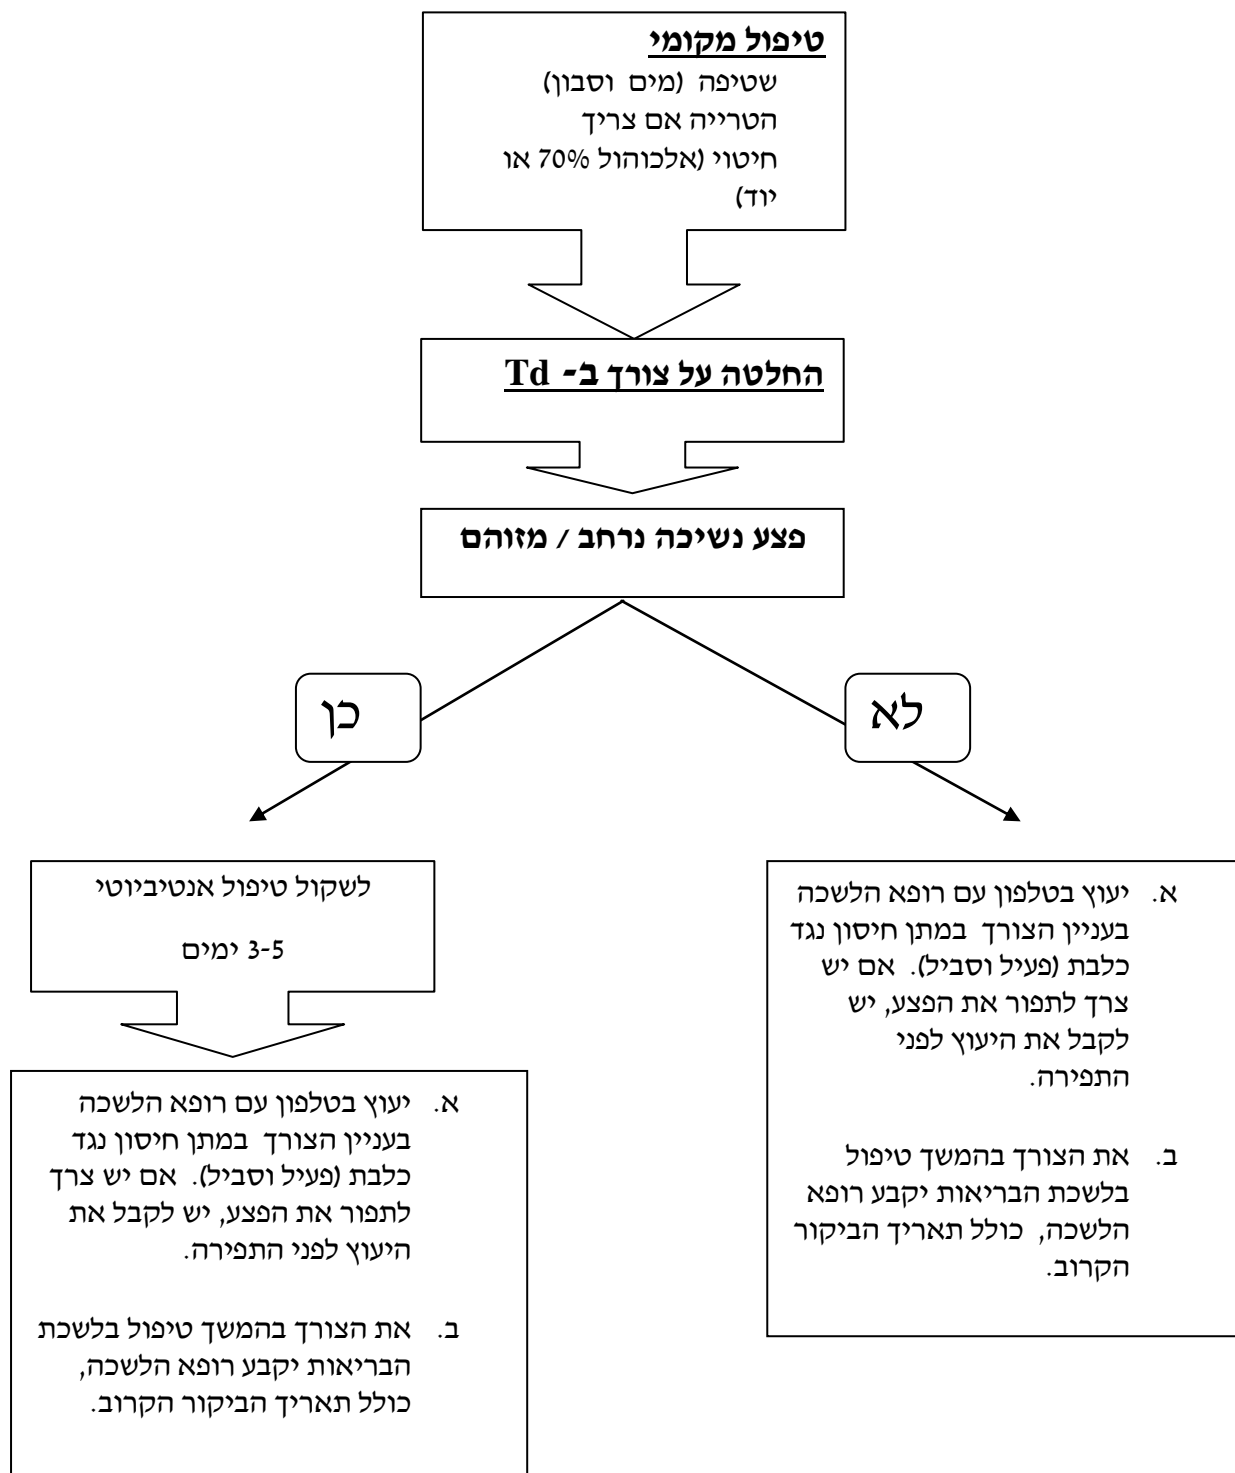 טיפול מקומי
שטיפה (מים וסבון)
הטרייה אם צריך
חיטוי (אלכוהול 70% או
יוד)
החלטה על צורך ב- Td
פצע נשיכה נרחב / מזוהם
לא
כן
א. יעוץ בטלפון עם רופא הלשכה
בעניין הצורך במתן חיסון נגד
כלבת (פעיל וסביל). אם יש
צרך לתפור את הפצע, יש
לקבל את היעוץ לפני
התפירה.
ב. את הצורך בהמשך טיפול
בלשכת הבריאות יקבע רופא
הלשכה, כולל תאריך הביקור
הקרוב.
לשקול טיפול אנטיביוטי
3-5 ימים
א. יעוץ בטלפון עם רופא הלשכה
בעניין הצורך במתן חיסון נגד
כלבת (פעיל וסביל). אם יש צרך
לתפור את הפצע, יש לקבל את
היעוץ לפני התפירה.
ב. את הצורך בהמשך טיפול בלשכת
הבריאות יקבע רופא הלשכה,
כולל תאריך הביקור הקרוב.